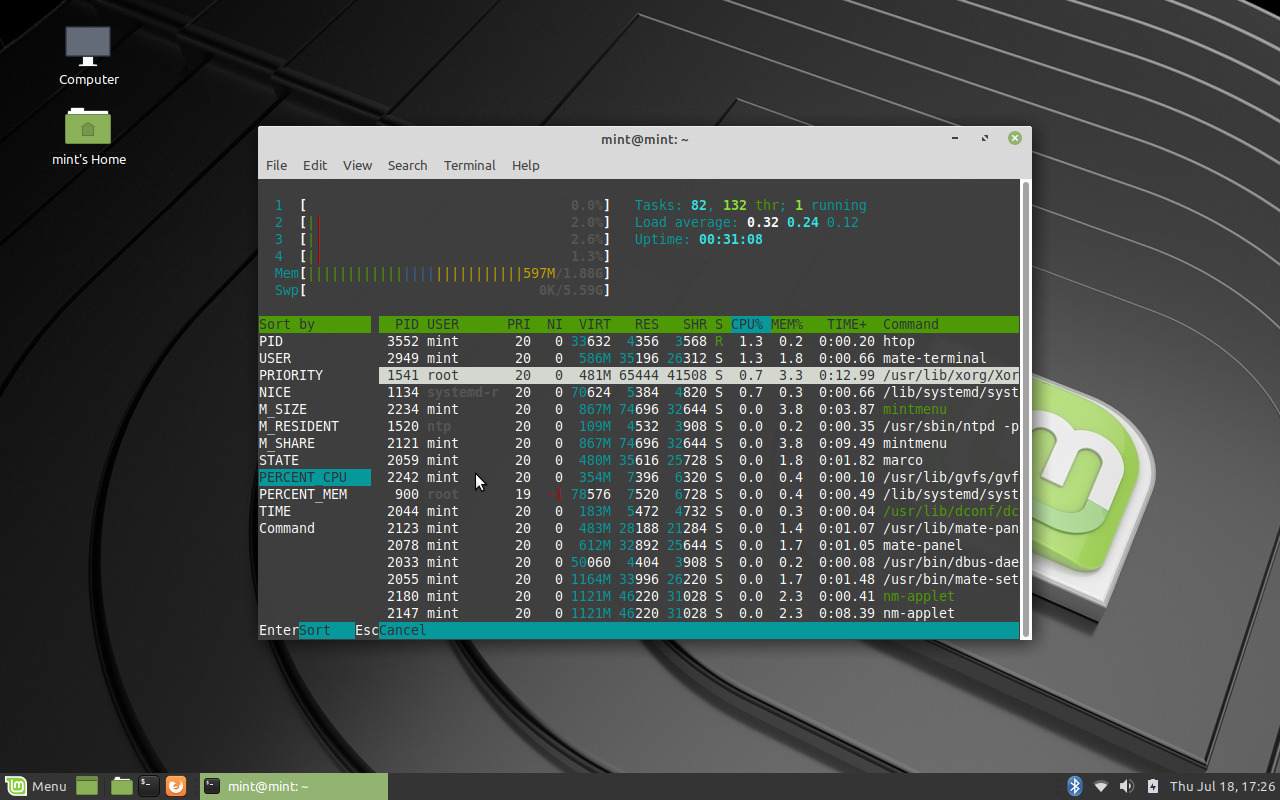 Computer
mint's Home
mint@mint: ~
File Edit View Search Terminal Help
1 [ 0.0%] Tasks: 82, 132 thr; 1 running
2 [|| 2.0%] Load average: 0.32 0.24 0.12
3 [|| 2.6%] Uptime: 00:31:08
4 [|| 1.3%]
Mem[|||||||||||||||||||||||||||597M/1.88G]
Swp[ 0K/5.59G]
Sort by PID USER PRI NI VIRT RES SHR S CPU% MEM% TIME+ Command
PID 3552 mint 20 0 33632 4356 3568 R 1.3 0.2 0:00.20 htop
USER 2949 mint 20 0 586M 35196 26312 S 1.3 1.8 0:00.66 mate-terminal
PRIORITY 1541 root 20 0 481M 65444 41508 S 0.7 3.3 0:12.99 /usr/lib/xorg/Xor
NICE 1134 systemd-r 20 0 70624 5384 4820 S 0.7 0.3 0:00.66 /lib/systemd/syst
M_SIZE 2234 mint 20 0 867M 74696 32644 S 0.0 3.8 0:03.87 mintmenu
M_RESIDENT 1520 ntp 20 0 109M 4532 3908 S 0.0 0.2 0:00.35 /usr/sbin/ntpd -p
M_SHARE 2121 mint 20 0 867M 74696 32644 S 0.0 3.8 0:09.49 mintmenu
STATE 2059 mint 20 0 480M 35616 25728 S 0.0 1.8 0:01.82 marco
PERCENT_CPU 2242 mint 20 0 354M 7396 6320 S 0.0 0.4 0:00.10 /usr/lib/gvfs/gvf
PERCENT_MEM 900 root 19 -1 78576 7520 6728 S 0.0 0.4 0:00.49 /lib/systemd/syst
TIME 2044 mint 20 0 183M 5472 4732 S 0.0 0.3 0:00.04 /usr/lib/dconf/dc
Command 2123 mint 20 0 483M 28188 21284 S 0.0 1.4 0:01.07 /usr/lib/mate-pan
2078 mint 20 0 612M 32892 25644 S 0.0 1.7 0:01.05 mate-panel
2033 mint 20 0 50060 4404 3908 S 0.0 0.2 0:00.08 /usr/bin/dbus-dae
2055 mint 20 0 1164M 33996 26220 S 0.0 1.7 0:01.48 /usr/bin/mate-set
2180 mint 20 0 1121M 46220 31028 S 0.0 2.3 0:00.41 nm-applet
2147 mint 20 0 1121M 46220 31028 S 0.0 2.3 0:08.39 nm-applet
EnterSort EscCancel
Menu mint@mint: ~ Thu Jul 18, 17:26